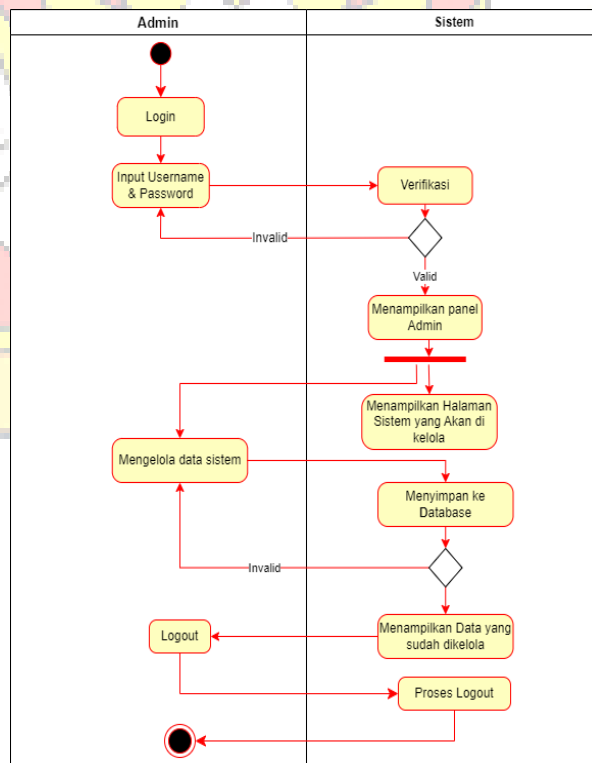 Admin
Sistem
Login
Input Username
& Password
Verifikasi
Invalid
Valid
Menampilkan panel
Admin
Menampilkan Halaman
Sistem yang Akan di
kelola
Mengelola data sistem
Menyimpan ke
Database
Invalid
Menampilkan Data yang
sudah dikelola
Logout
Proses Logout